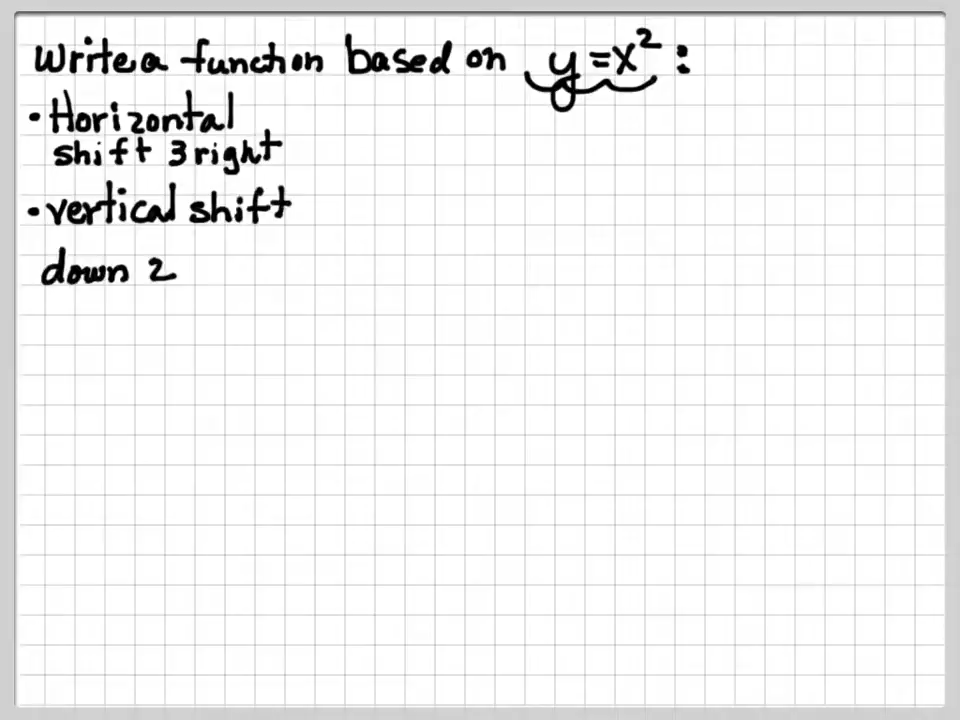 Write a function based on y = x² :
• Horizontal
shift 3 right
• vertical shift
down 2